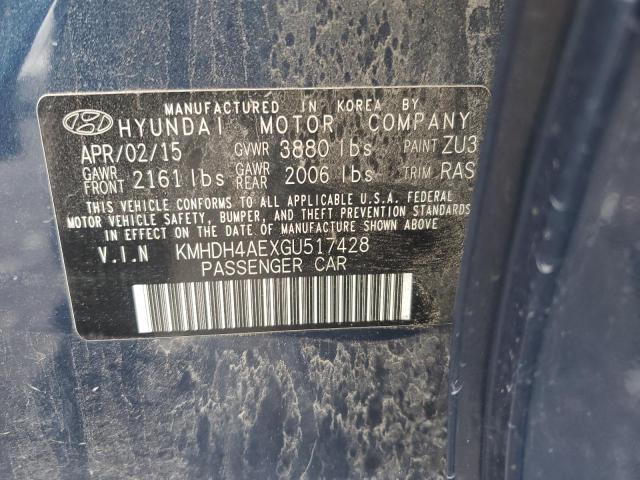 MANUFACTURED IN KOREA BY
HYUNDAI MOTOR COMPANY
APR/02/15 GVWR 3880 lbs PAINT ZU3
GAWR FRONT 2161 lbs GAWR REAR 2006 lbs TRIM RAS
THIS VEHICLE CONFORMS TO ALL APPLICABLE U.S.A. FEDERAL
MOTOR VEHICLE SAFETY, BUMPER, AND THEFT PREVENTION STANDARDS
IN EFFECT ON THE DATE OF MANUFACTURE SHOWN ABOVE.
V.I.N KMHDH4AEXGU517428
PASSENGER CAR